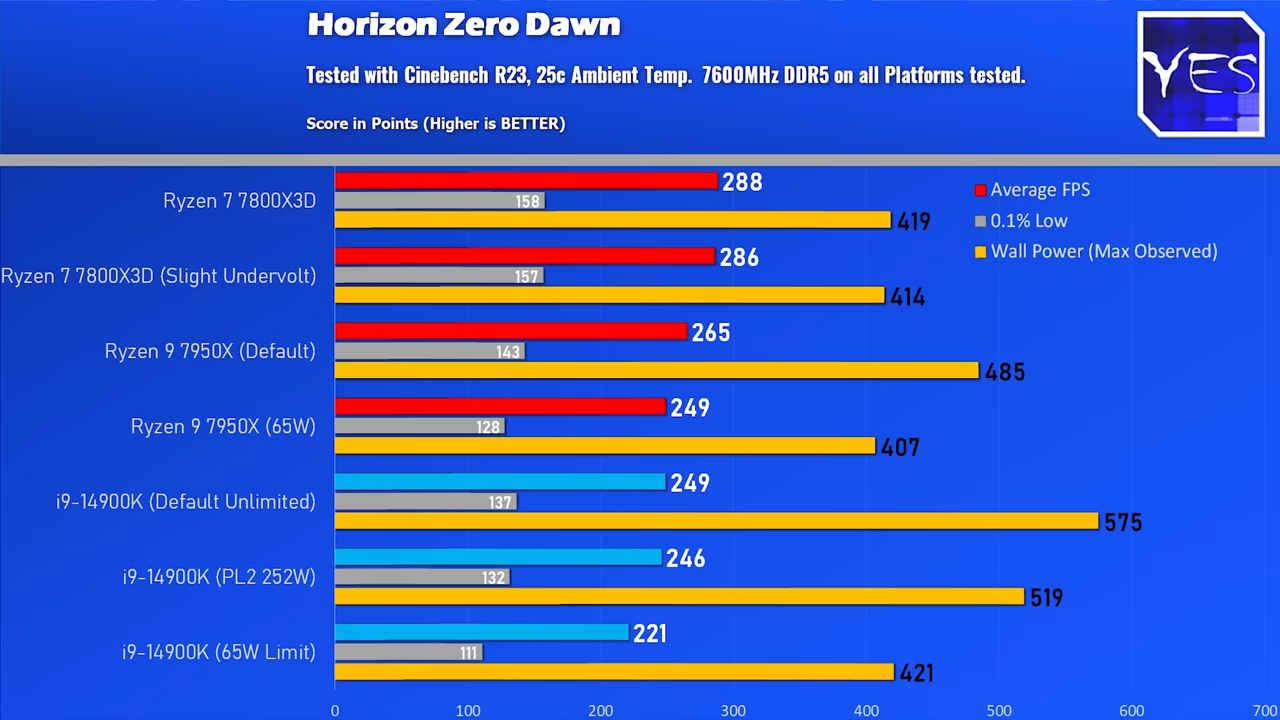 Horizon Zero Dawn
Tested with Cinebench R23, 25c Ambient Temp. 7600MHz DDR5 on all Platforms tested.
Score in Points (Higher is BETTER)
YES
Average FPS
0.1% Low
Wall Power (Max Observed)
Ryzen 7 7800X3D
288
158
419
Ryzen 7 7800X3D (Slight Undervolt)
286
157
414
Ryzen 9 7950X (Default)
265
143
485
Ryzen 9 7950X (65W)
249
128
407
i9-14900K (Default Unlimited)
249
137
575
i9-14900K (PL2 252W)
246
132
519
i9-14900K (65W Limit)
221
111
421
0 100 200 300 400 500 600 700